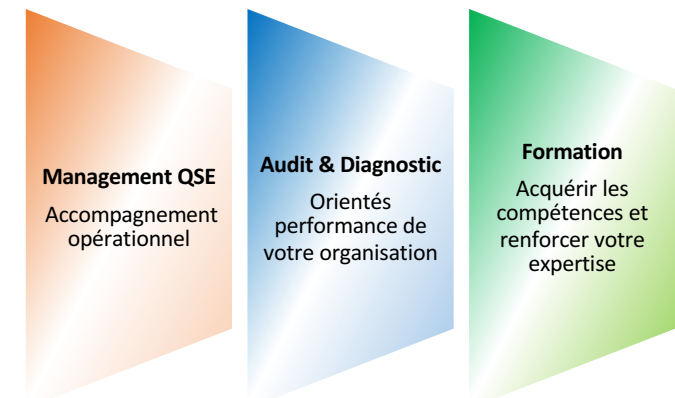 Management QSE
Accompagnement
opérationnel
Audit & Diagnostic
Orientés
performance de
votre organisation
Formation
Acquérir les
compétences et
renforcer votre
expertise